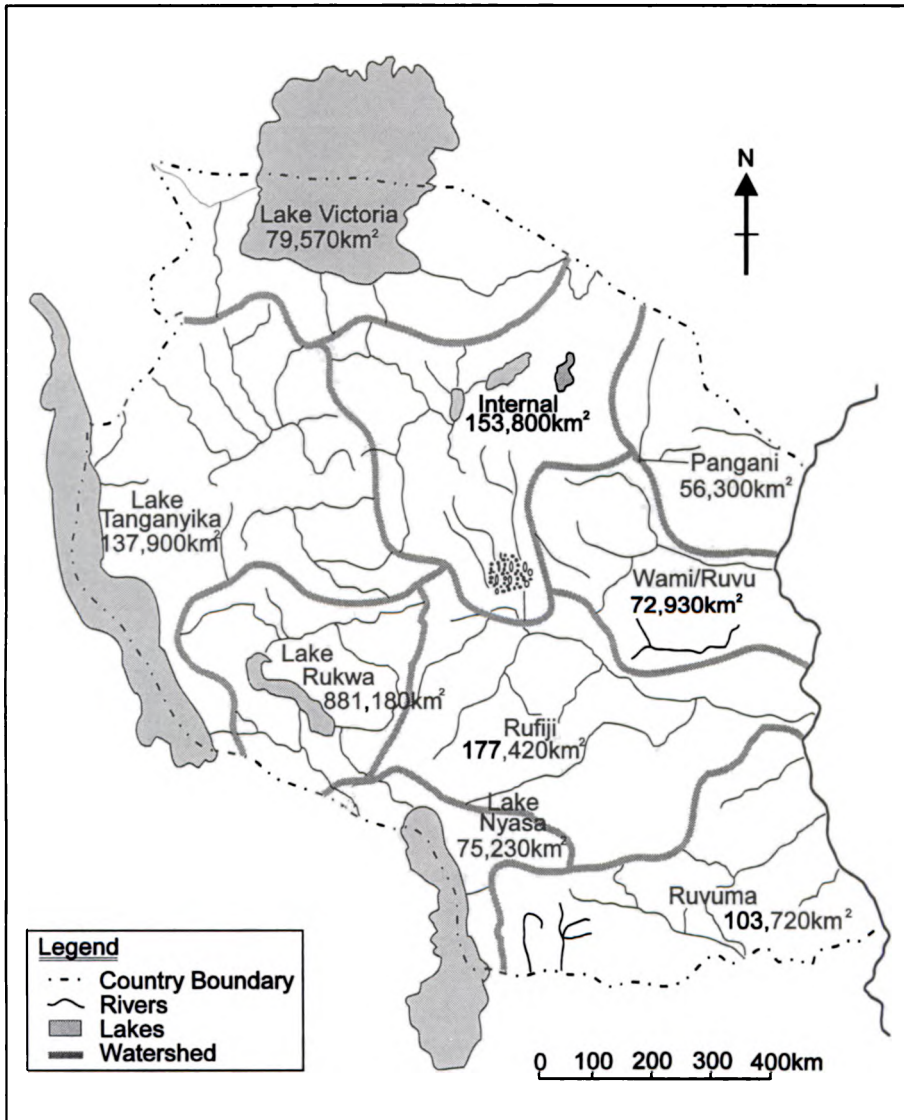 N
Lake Victoria
79,570km²
Internal
153,800km²
Pangani
56,300km²
Lake
Tanganyika
137,900km²
Wami/Ruvu
72,930km²
Lake
Rukwa
881,180km²
Rufiji
177,420km²
Lake
Nyasa
75,230km²
Ruvuma
103,720km²
Legend
Country Boundary
Rivers
Lakes
Watershed
0 100 200 300 400km